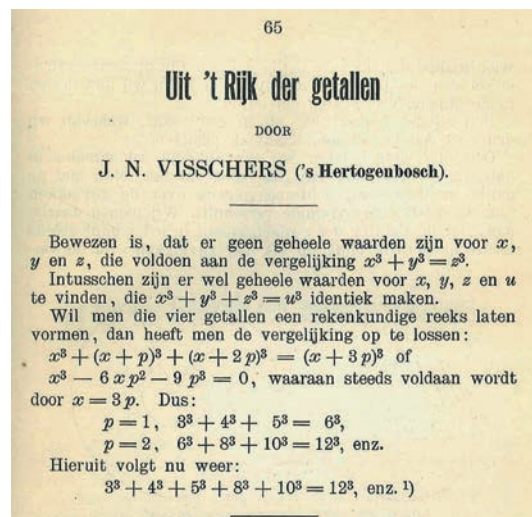 65
Uit 't Rijk der getallen
DOOR
J. N. VISSCHERS ('s Hertogenbosch).
Bewezen is, dat er geen geheele waarden zijn voor x,
y en z, die voldoen aan de vergelijking x³ + y³ = z³.
Intusschen zijn er wel geheele waarden voor x, y, z en u
te vinden, die x³ + y³ + z³ = u³ identiek maken.
Wil men die vier getallen een rekenkundige reeks laten
vormen, dan heeft men de vergelijking op te lossen:
x³ + (x + p)³ + (x + 2 p)³ = (x + 3 p)³ of
x³ — 6 xp² — 9 p³ = 0, waaraan steeds voldaan wordt
door x = 3 p. Dus:
p = 1, 3³ + 4³ + 5³ = 6³,
p = 2, 6³ + 8³ + 10³ = 12³, enz.
Hieruit volgt nu weer:
3³ + 4³ + 5³ + 8³ + 10³ = 12³, enz. ¹)